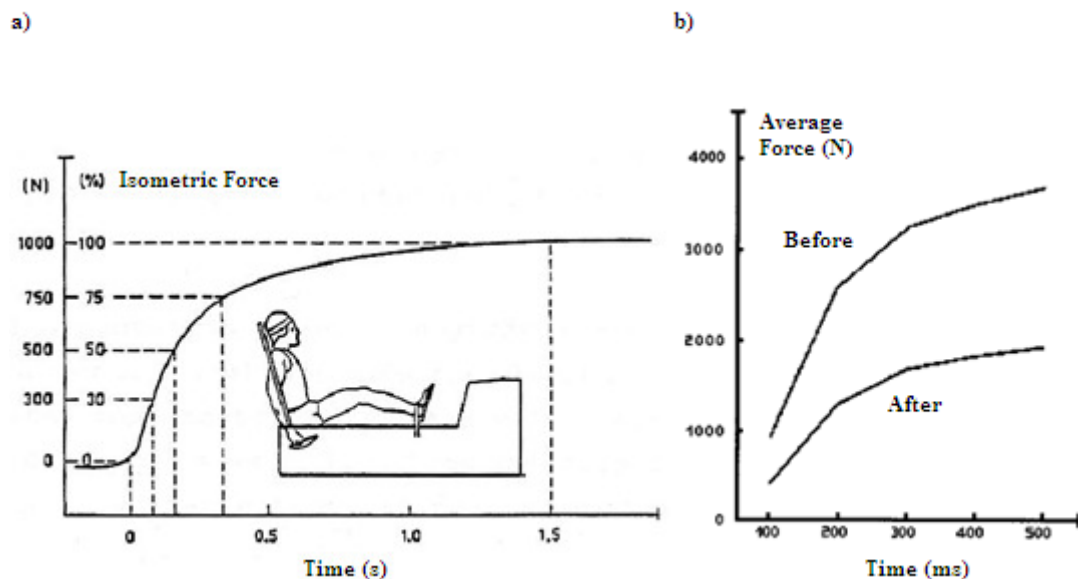 a)
b)
(N) (%) Isometric Force
1000 100
750 75
500 50
300 30
0 0
0 0.5 1.0 1.5
Time (s)
Average
Force (N)
4000
3000
2000
1000
0
Before
After
100 200 300 400 500
Time (ms)